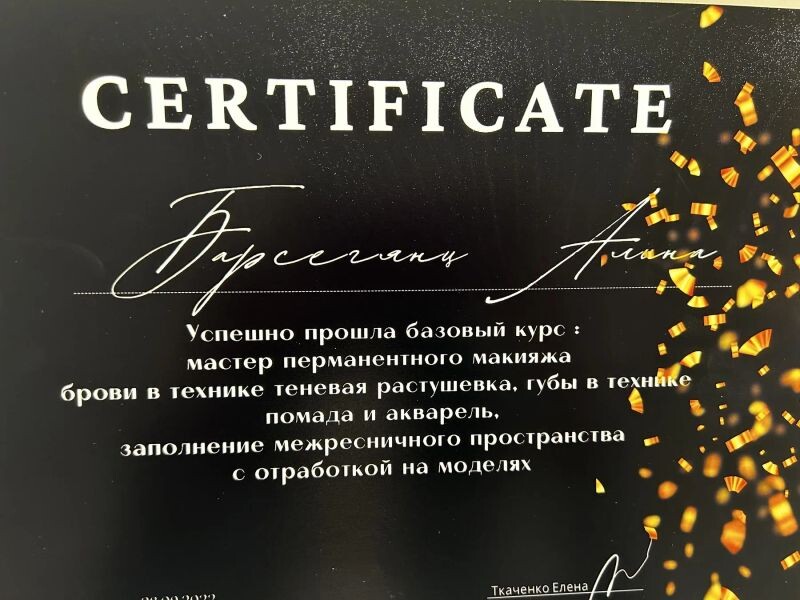 CERTIFICATE
Барсегянц Алина
Успешно прошла базовый курс :
мастер перманентного макияжа
брови в технике теневая растушевка, губы в технике
помада и акварель,
заполнение межресничного пространства
с отработкой на моделях
Ткаченко Елена